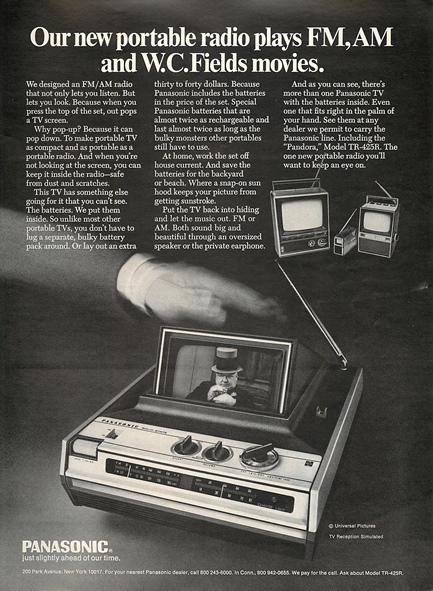 Our new portable radio plays FM, AM
and W.C. Fields movies.
We designed an FM/AM radio
that not only lets you listen. But
lets you look. Because when you
press the top of the set, out pops
a TV screen.
Why pop-up? Because it can
pop down. To make portable TV
as compact and as portable as a
portable radio. And when you're
not looking at the screen, you can
keep it inside the radio—safe
from dust and scratches.
This TV has something else
going for it that you can't see.
The batteries. We put them
inside. So unlike most other
portable TVs, you don't have to
lug a separate, bulky battery
pack around. Or lay out an extra
thirty to forty dollars. Because
Panasonic includes the batteries
in the price of the set. Special
Panasonic batteries that are
almost twice as rechargeable and
last almost twice as long as the
bulky monsters other portables
still have to use.
At home, work the set off
house current. And save the
batteries for the backyard
or beach. Where a snap-on sun
hood keeps your picture from
getting sunstroke.
Put the TV back into hiding
and let the music out. FM or
AM. Both sound big and
beautiful through an oversized
speaker or the private earphone.
And as you can see, there's
more than one Panasonic TV
with the batteries inside. Even
one that fits right in the palm of
your hand. See them at any
dealer we permit to carry the
Panasonic line. Including the
"Pandora," Model TR-425R. The
one new portable radio you'll
want to keep an eye on.
PANASONIC
© Universal Pictures
TV Reception Simulated
PANASONIC®
just slightly ahead of our time.
200 Park Avenue, New York 10017. For your nearest Panasonic dealer, call 800 243-6000. In Conn., 800 942-0655. We pay for the call. Ask about Model TR-425R.